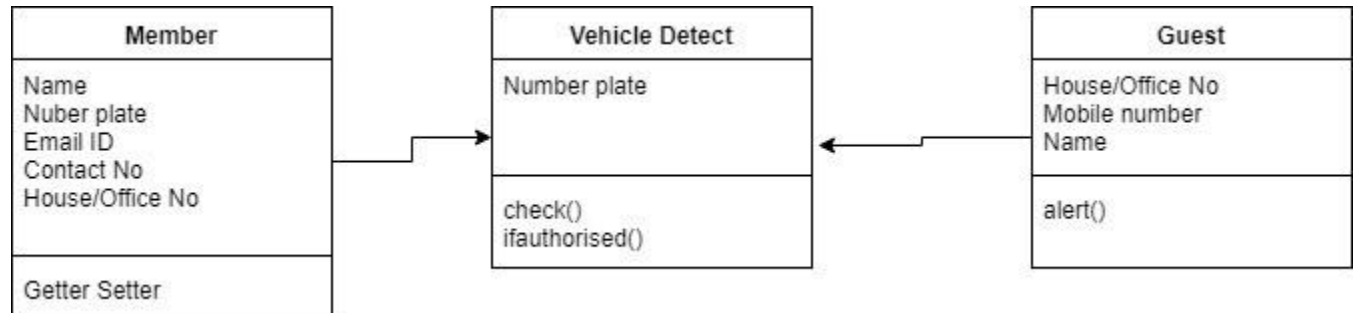 Member
Name
Nuber plate
Email ID
Contact No
House/Office No
Getter Setter
Vehicle Detect
Number plate
check()
ifauthorised()
Guest
House/Office No
Mobile number
Name
alert()